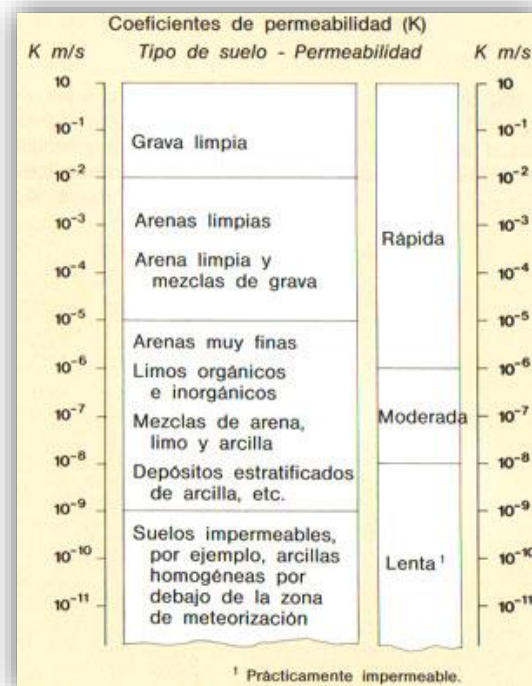 Coeficientes de permeabilidad (K)
K m/s Tipo de suelo - Permeabilidad K m/s
10 10
10⁻¹ 10⁻¹
Grava limpia
10⁻² 10⁻²
10⁻³ Arenas limpias 10⁻³
Rápida
Arena limpia y
10⁻⁴ mezclas de grava 10⁻⁴
10⁻⁵ 10⁻⁵
Arenas muy finas
10⁻⁶ Limos orgánicos 10⁻⁶
e inorgánicos
10⁻⁷ Mezclas de arena, Moderada 10⁻⁷
limo y arcilla
10⁻⁸ 10⁻⁸
Depósitos estratificados
de arcilla, etc.
10⁻⁹ 10⁻⁹
Suelos impermeables,
10⁻¹⁰ por ejemplo, arcillas Lenta ¹ 10⁻¹⁰
homogéneas por
debajo de la zona
10⁻¹¹ de meteorización 10⁻¹¹
¹ Prácticamente impermeable.